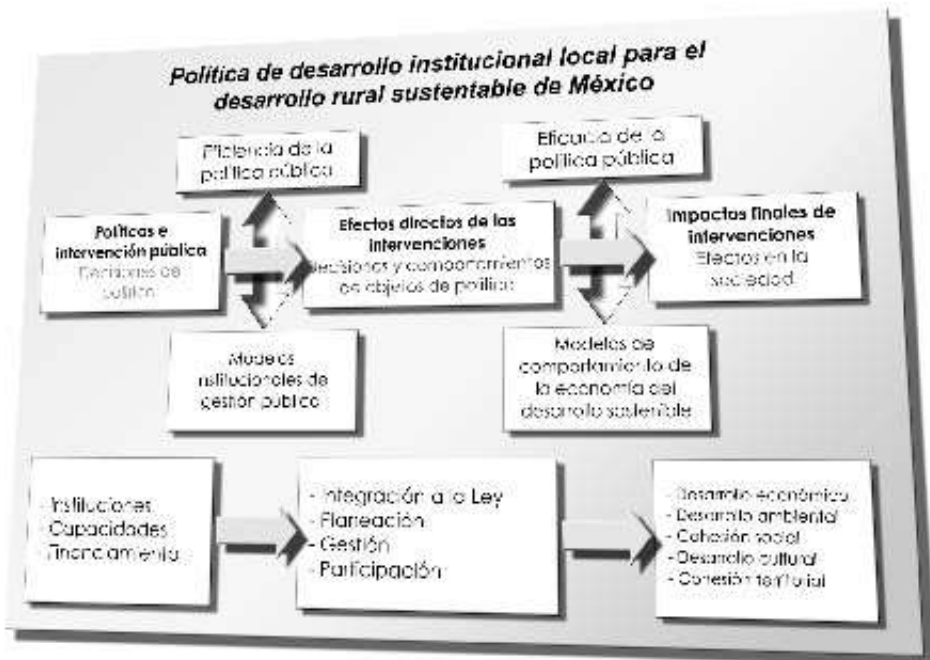 Política de desarrollo institucional local para el
desarrollo rural sustentable de México
Eficiencia de la
política pública
Eficacia de la
política pública
Políticas e
intervención pública
Decisiones de
política
Efectos directos de las
intervenciones
Decisiones y comportamientos
de objetos de política
Impactos finales de
intervenciones
Efectos en la
sociedad
Modelos
institucionales de
gestión pública
Modelos de
comportamiento de
la economía del
desarrollo sostenible
- Instituciones
- Capacidades
- Financiamiento
- Integración a la Ley
- Planeación
- Gestión
- Participación
- Desarrollo económico
- Desarrollo ambiental
- Cohesión social
- Desarrollo cultural
- Cohesión territorial